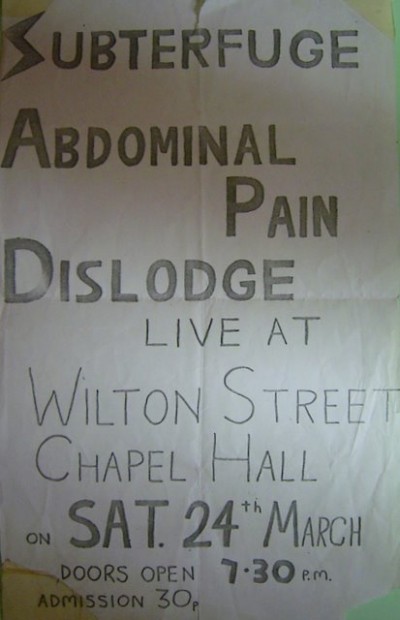 SUBTERFUGE
ABDOMINAL
PAIN
DISLODGE
LIVE AT
WILTON STREET
CHAPEL HALL
ON SAT. 24th MARCH
DOORS OPEN 7·30 P.M.
ADMISSION 30p